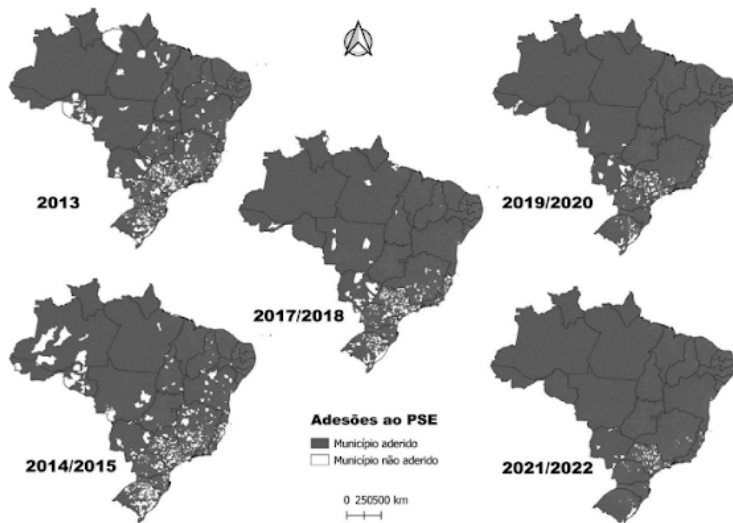 2013
2019/2020
2017/2018
2014/2015
Adesões ao PSE
Município aderido
Município não aderido
0 250500 km
2021/2022